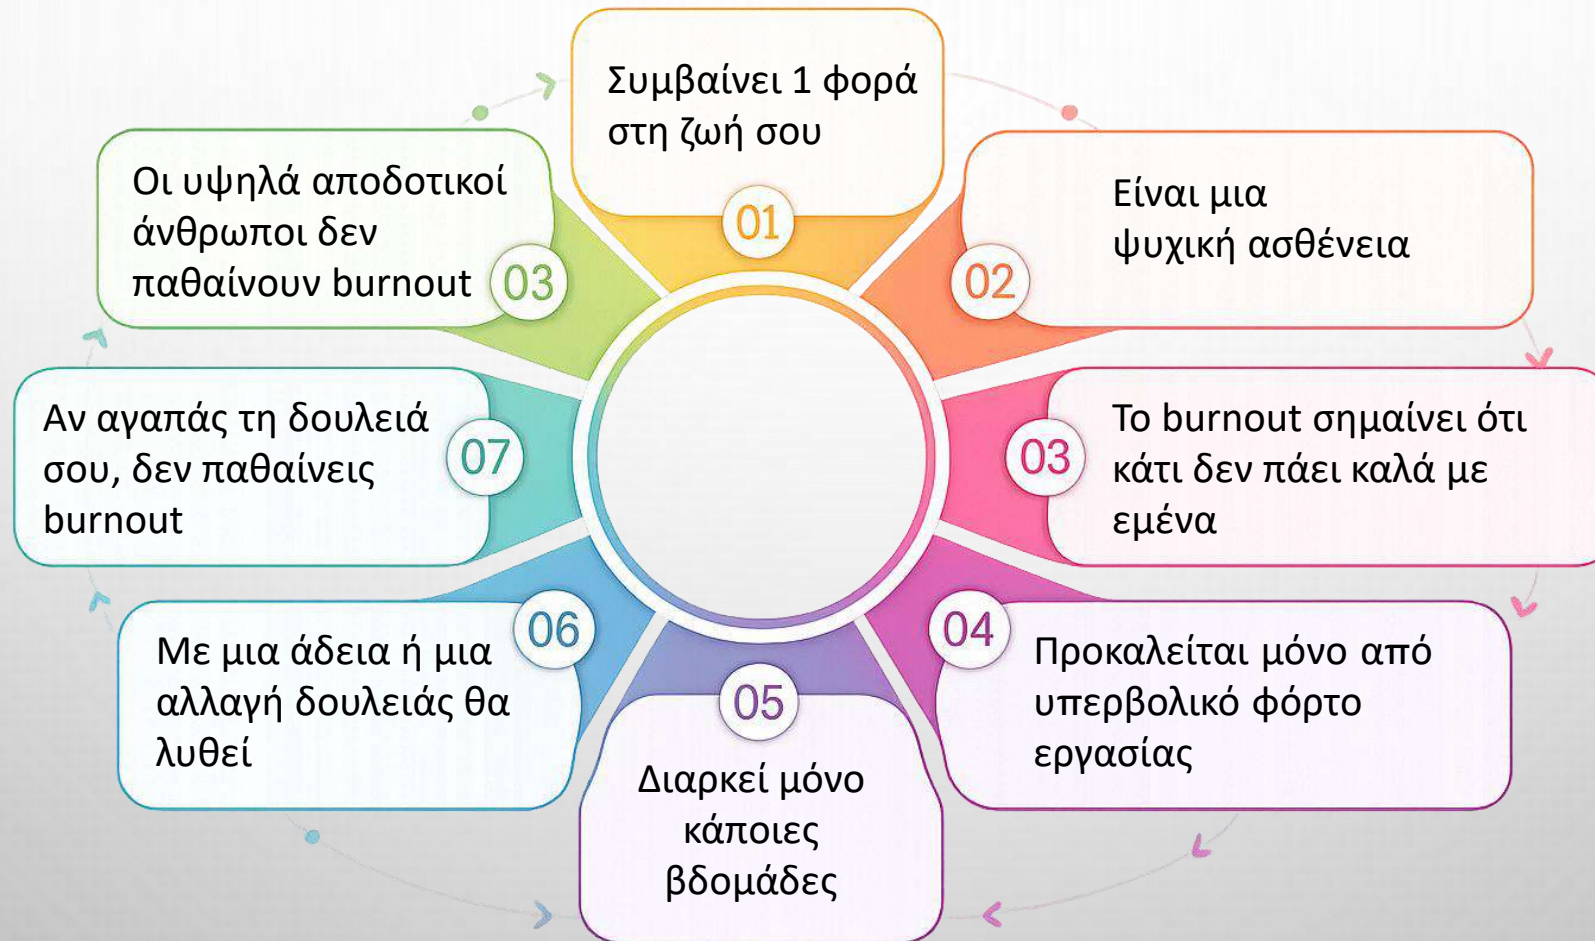 01
Συμβαίνει 1 φορά
στη ζωή σου
02
Είναι μια
ψυχική ασθένεια
03
Το burnout σημαίνει ότι
κάτι δεν πάει καλά με
εμένα
04
Προκαλείται μόνο από
υπερβολικό φόρτο
εργασίας
05
Διαρκεί μόνο
κάποιες
βδομάδες
06
Με μια άδεια ή μια
αλλαγή δουλειάς θα
λυθεί
07
Αν αγαπάς τη δουλειά
σου, δεν παθαίνεις
burnout
03
Οι υψηλά αποδοτικοί
άνθρωποι δεν
παθαίνουν burnout